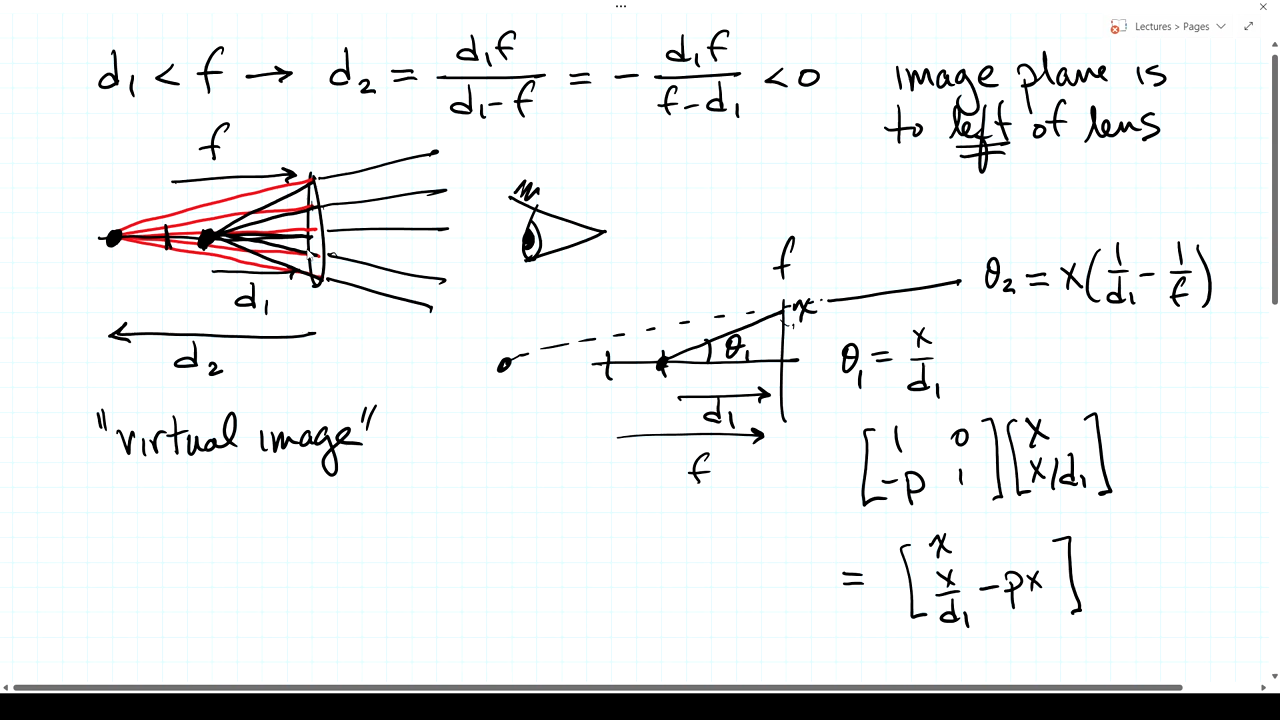 ...
Lectures > Pages
d₁ < f → d₂ = d₁f/(d₁-f) = - d₁f/(f-d₁) < 0
image plane is
to left of lens
f
d₁
d₂
"virtual image"
f
x
θ₁
d₁
f
θ₂ = x(1/d₁ - 1/f)
θ₁ = x/d₁
[1 0; -p 1][x; x/d₁]
= [x; x/d₁ - px]